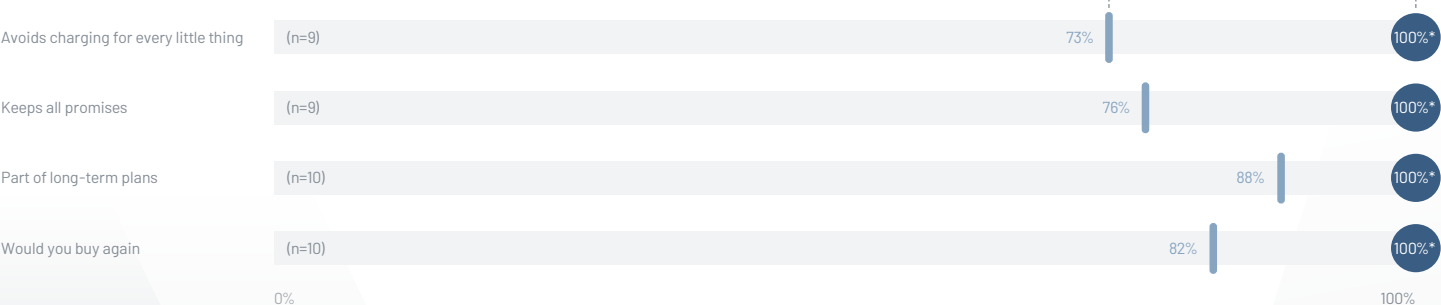 Avoids charging for every little thing (n=9) 73% 100%*
Keeps all promises (n=9) 76% 100%*
Part of long-term plans (n=10) 88% 100%*
Would you buy again (n=10) 82% 100%*
0% 100%